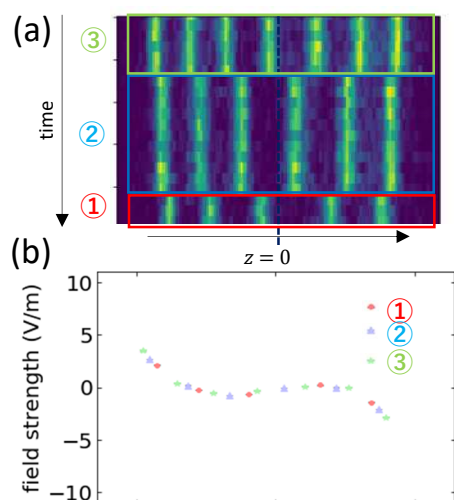 (a)
③
time
②
①
z = 0
(b)
field strength (V/m)
10
5
0
−5
−10
①
②
③